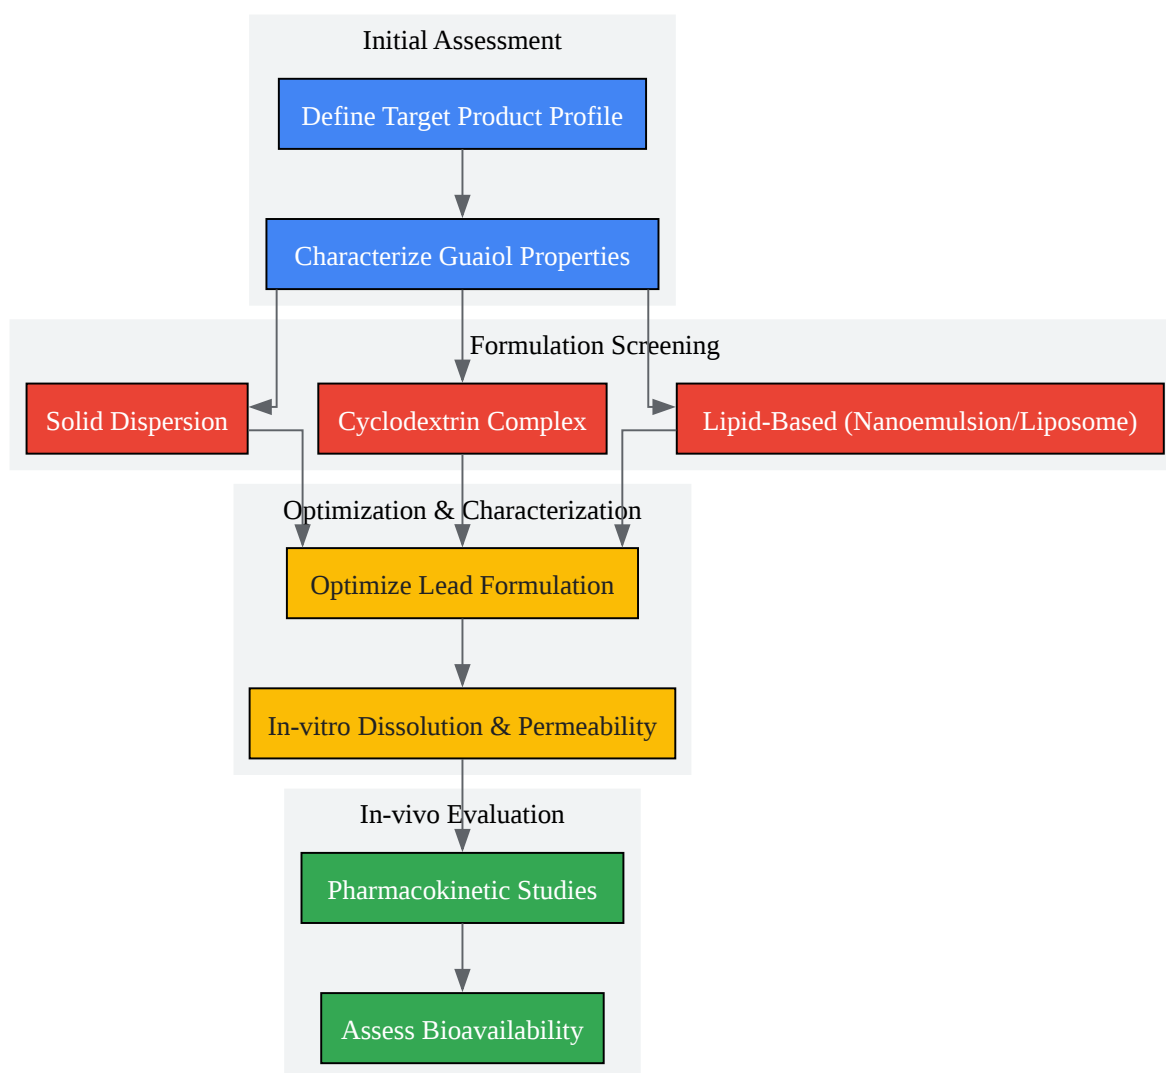 Initial Assessment
Define Target Product Profile
Characterize Guaiol Properties
Formulation Screening
Solid Dispersion
Cyclodextrin Complex
Lipid-Based (Nanoemulsion/Liposome)
Optimization & Characterization
Optimize Lead Formulation
In-vitro Dissolution & Permeability
In-vivo Evaluation
Pharmacokinetic Studies
Assess Bioavailability